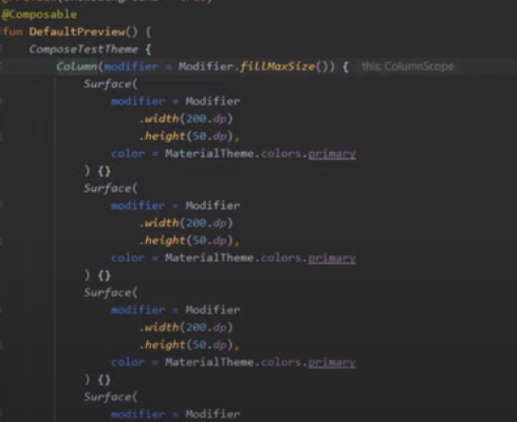 @Composable
fun DefaultPreview() {
ComposeTestTheme {
Column(modifier = Modifier.fillMaxSize()) { this: ColumnScope
Surface(
modifier = Modifier
.width(200.dp)
.height(50.dp),
color = MaterialTheme.colors.primary
) {}
Surface(
modifier = Modifier
.width(200.dp)
.height(50.dp),
color = MaterialTheme.colors.primary
) {}
Surface(
modifier = Modifier
.width(200.dp)
.height(50.dp),
color = MaterialTheme.colors.primary
) {}
Surface(
modifier = Modifier